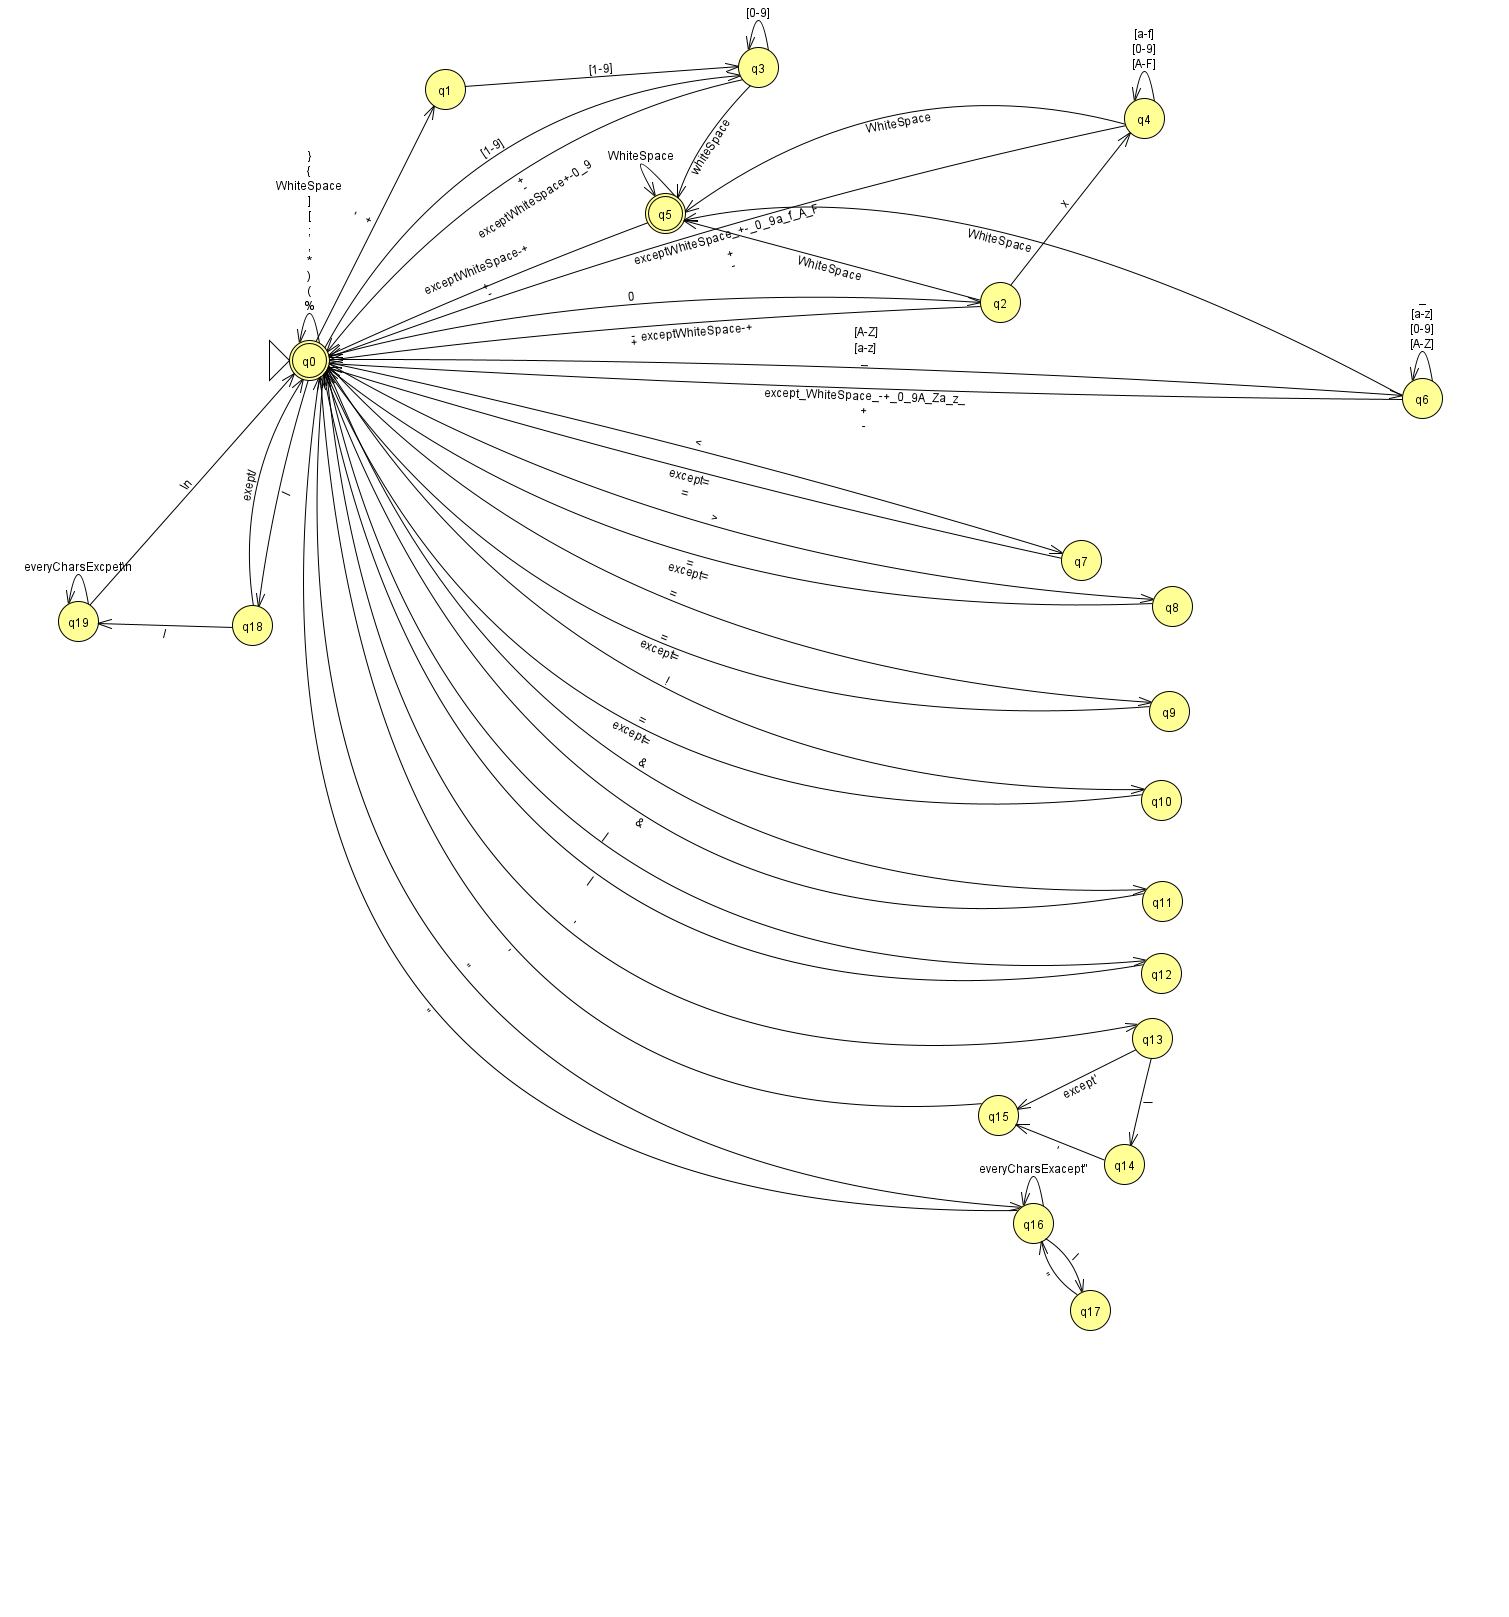 [0-9]
q3
[a-f]
[0-9]
[A-F]
q4
q1
[1-9]
[1-9]
WhiteSpace
whiteSpace
}
{
WhiteSpace
]
[
;
,
*
)
(
%
-
+
+
-
exceptWhiteSpace+-0_9
WhiteSpace
q5
x
exceptWhiteSpace_+-_0_9a_f_A_F
+
-
WhiteSpace
WhiteSpace
exceptWhiteSpace-+
+
-
0
q2
- exceptWhiteSpace-+
+
_
[a-z]
[0-9]
[A-Z]
q6
[A-Z]
[a-z]
_
except_WhiteSpace_-+_0_9A_Za_z_
+
-
q0
\n
exept/
/
<
except=
=
>
q7
everyCharsExcpet\n
q19
/
q18
=
except=
=
q8
=
except=
!
q9
=
except=
&
q10
&
|
|
q11
'
'
q12
"
"
q13
except'
\
q15
'
q14
everyCharsExacept"
q16
\
"
q17